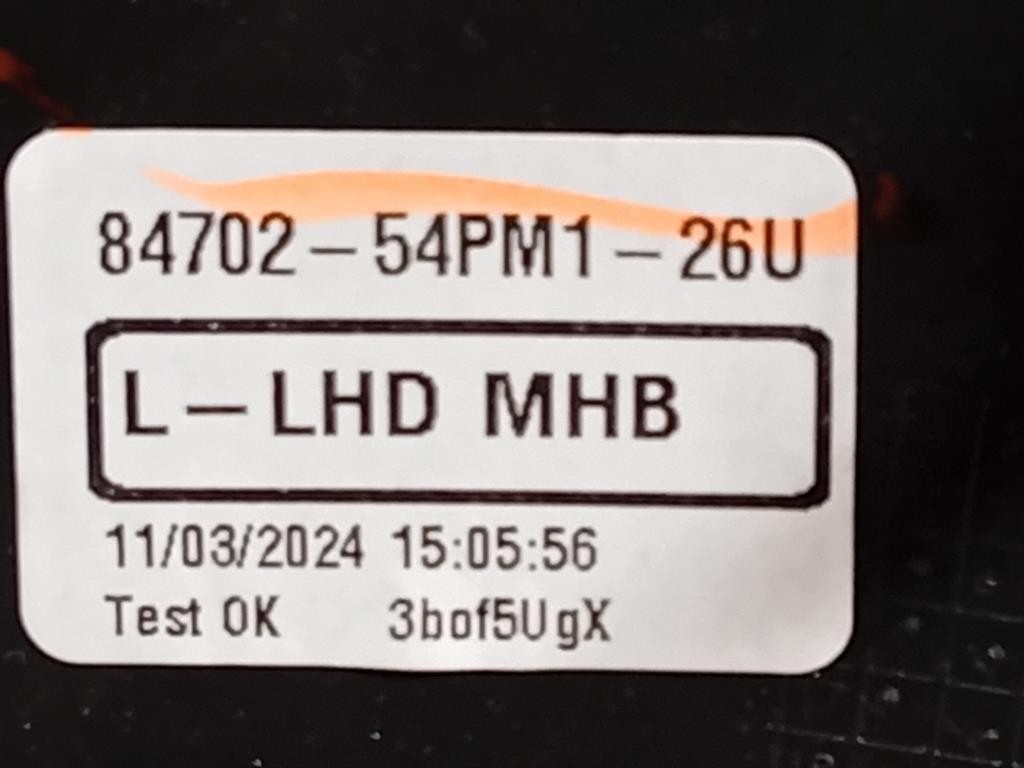 84702-54PM1-26U
L-LHD MHB
11/03/2024 15:05:56
Test OK 3bof5UgX